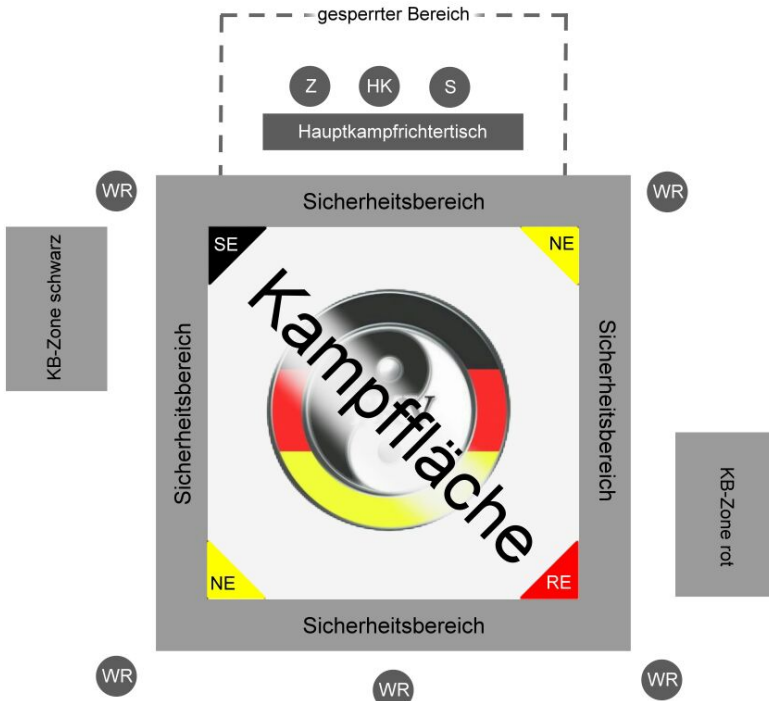 gesperrter Bereich
Z
HK
S
Hauptkampfrichtertisch
WR
WR
Sicherheitsbereich
SE
NE
KB-Zone schwarz
Sicherheitsbereich
Kampffläche
Sicherheitsbereich
KB-Zone rot
NE
RE
Sicherheitsbereich
WR
WR
WR